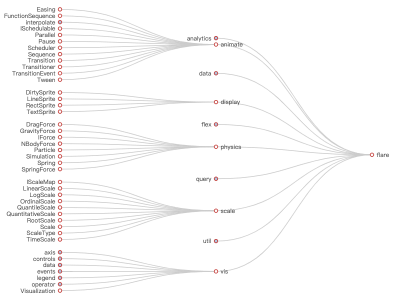 Easing
FunctionSequence
interpolate
ISchedulable
Parallel
Pause
Scheduler
Sequence
Transition
Transitioner
TransitionEvent
Tween
DirtySprite
LineSprite
RectSprite
TextSprite
DragForce
GravityForce
IForce
NBodyForce
Particle
Simulation
Spring
SpringForce
IScaleMap
LinearScale
LogScale
OrdinalScale
QuantileScale
QuantitativeScale
RootScale
Scale
ScaleType
TimeScale
axis
controls
data
events
legend
operator
Visualization
analytics
animate
data
display
flex
physics
query
scale
util
vis
flare